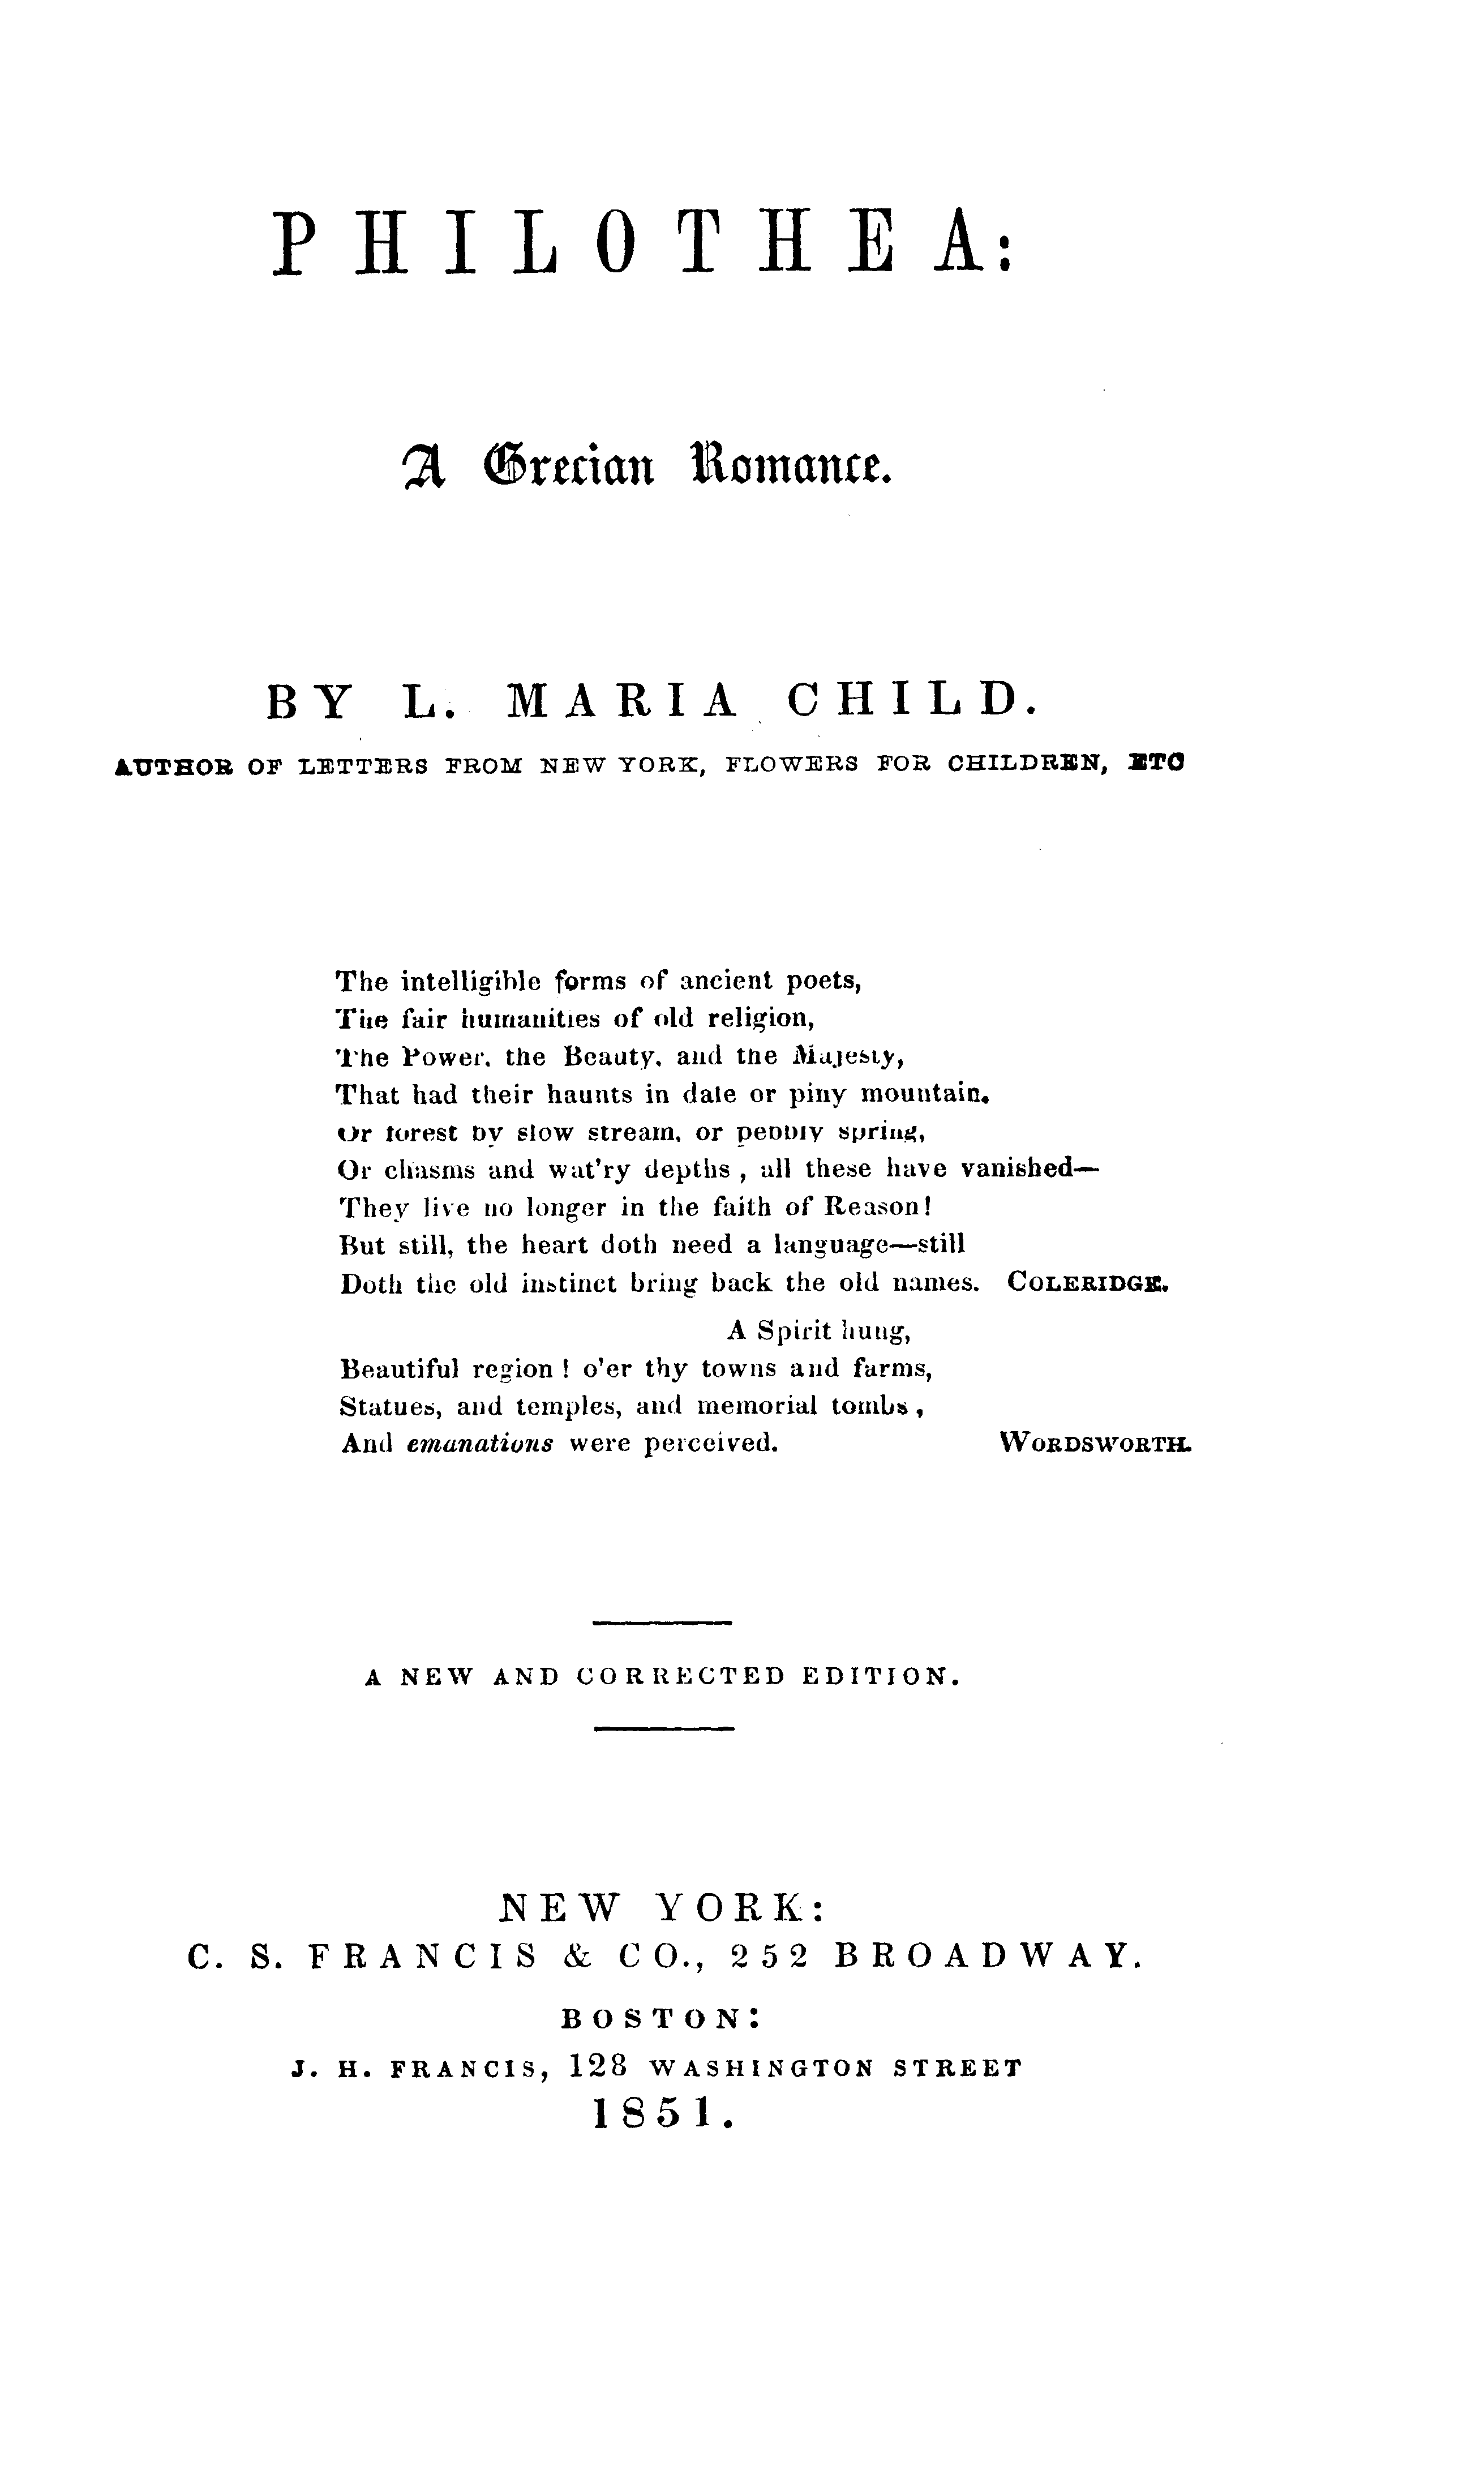 PHILOTHEA:
A Grecian Romance.
BY L. MARIA CHILD.
AUTHOR OF LETTERS FROM NEW YORK, FLOWERS FOR CHILDREN, ETC
The intelligible forms of ancient poets,
The fair humanities of old religion,
The Power, the Beauty, and the Majesty,
That had their haunts in dale or piny mountain,
Or forest by slow stream, or pebbly spring,
Or chasms and wat'ry depths, all these have vanished—
They live no longer in the faith of Reason!
But still, the heart doth need a language—still
Doth the old instinct bring back the old names. COLERIDGE.
A Spirit hung,
Beautiful region! o'er thy towns and farms,
Statues, and temples, and memorial tombs,
And emanations were perceived. WORDSWORTH.
A NEW AND CORRECTED EDITION.
NEW YORK:
C. S. FRANCIS & CO., 252 BROADWAY.
BOSTON:
J. H. FRANCIS, 128 WASHINGTON STREET
1851.